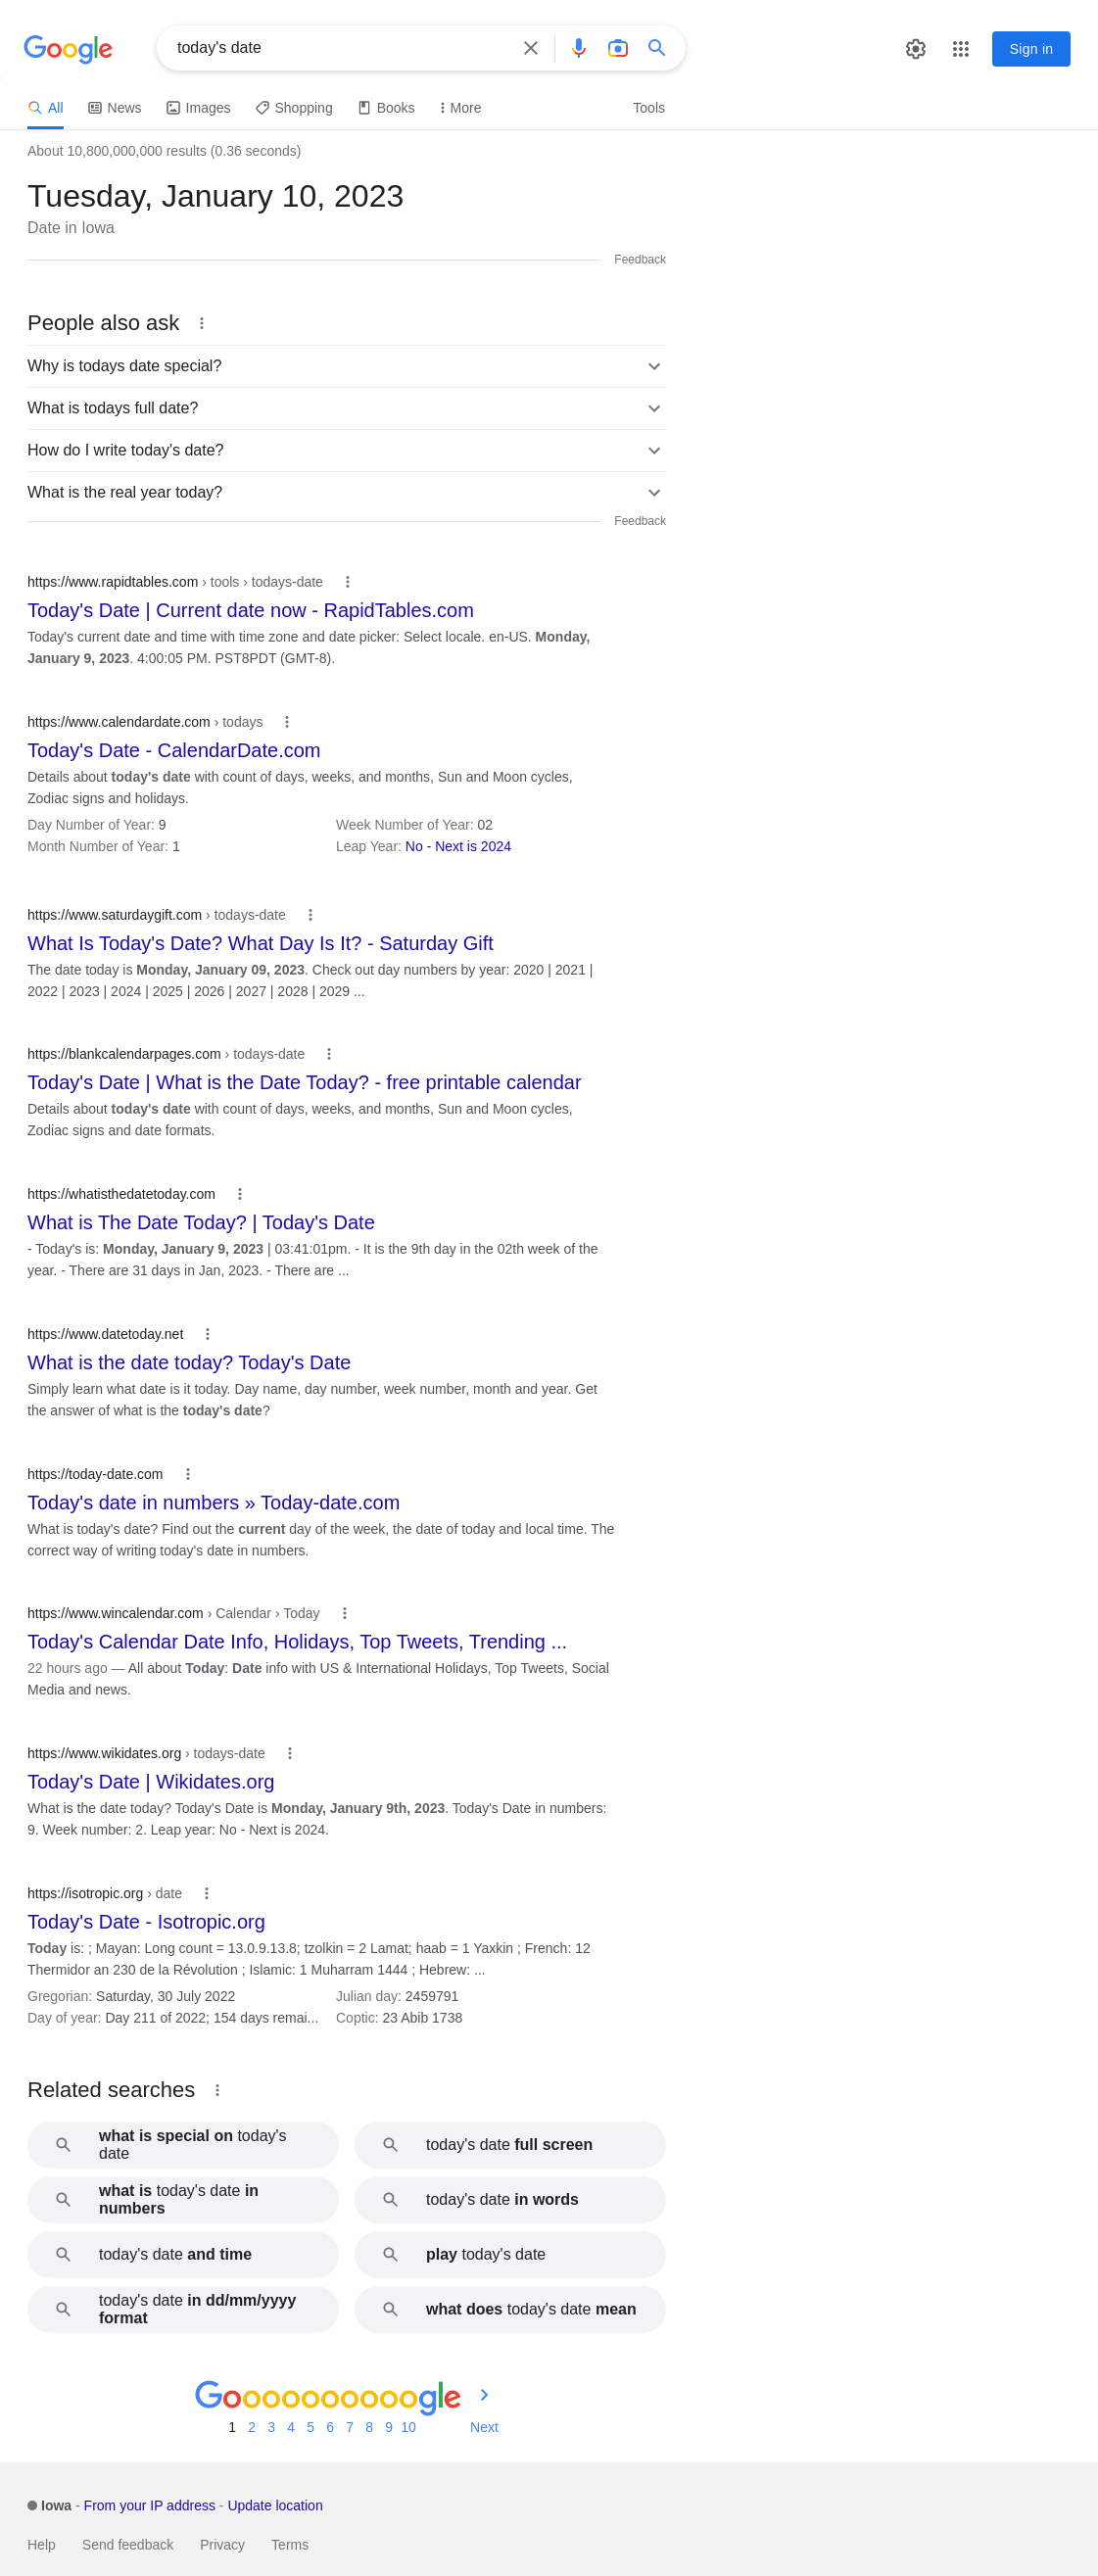 Google
today's date
Sign in
All News Images Shopping Books More Tools
About 10,800,000,000 results (0.36 seconds)
Tuesday, January 10, 2023
Date in Iowa
Feedback
People also ask
Why is todays date special?
What is todays full date?
How do I write today's date?
What is the real year today?
Feedback
https://www.rapidtables.com › tools › todays-date
Today's Date | Current date now - RapidTables.com
Today's current date and time with time zone and date picker: Select locale. en-US. Monday,
January 9, 2023. 4:00:05 PM. PST8PDT (GMT-8).
https://www.calendardate.com › todays
Today's Date - CalendarDate.com
Details about today's date with count of days, weeks, and months, Sun and Moon cycles,
Zodiac signs and holidays.
Day Number of Year: 9 Week Number of Year: 02
Month Number of Year: 1 Leap Year: No - Next is 2024
https://www.saturdaygift.com › todays-date
What Is Today's Date? What Day Is It? - Saturday Gift
The date today is Monday, January 09, 2023. Check out day numbers by year: 2020 | 2021 |
2022 | 2023 | 2024 | 2025 | 2026 | 2027 | 2028 | 2029 ...
https://blankcalendarpages.com › todays-date
Today's Date | What is the Date Today? - free printable calendar
Details about today's date with count of days, weeks, and months, Sun and Moon cycles,
Zodiac signs and date formats.
https://whatisthedatetoday.com
What is The Date Today? | Today's Date
- Today's is: Monday, January 9, 2023 | 03:41:01pm. - It is the 9th day in the 02th week of the
year. - There are 31 days in Jan, 2023. - There are ...
https://www.datetoday.net
What is the date today? Today's Date
Simply learn what date is it today. Day name, day number, week number, month and year. Get
the answer of what is the today's date?
https://today-date.com
Today's date in numbers » Today-date.com
What is today's date? Find out the current day of the week, the date of today and local time. The
correct way of writing today's date in numbers.
https://www.wincalendar.com › Calendar › Today
Today's Calendar Date Info, Holidays, Top Tweets, Trending ...
22 hours ago — All about Today: Date info with US & International Holidays, Top Tweets, Social
Media and news.
https://www.wikidates.org › todays-date
Today's Date | Wikidates.org
What is the date today? Today's Date is Monday, January 9th, 2023. Today's Date in numbers:
9. Week number: 2. Leap year: No - Next is 2024.
https://isotropic.org › date
Today's Date - Isotropic.org
Today is: ; Mayan: Long count = 13.0.9.13.8; tzolkin = 2 Lamat; haab = 1 Yaxkin ; French: 12
Thermidor an 230 de la Révolution ; Islamic: 1 Muharram 1444 ; Hebrew: ...
Gregorian: Saturday, 30 July 2022 Julian day: 2459791
Day of year: Day 211 of 2022; 154 days remai... Coptic: 23 Abib 1738
Related searches
what is special on today's
date
today's date full screen
what is today's date in
numbers
today's date in words
today's date and time
play today's date
today's date in dd/mm/yyyy
format
what does today's date mean
Goooooooooogle
1 2 3 4 5 6 7 8 9 10 Next
Iowa - From your IP address - Update location
Help Send feedback Privacy Terms